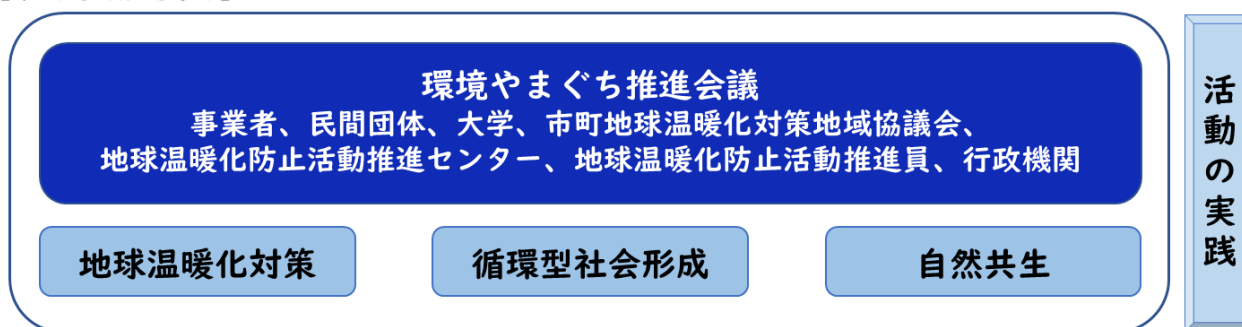 環境やまぐち推進会議
事業者、民間団体、大学、市町地球温暖化対策地域協議会、
地球温暖化防止活動推進センター、地球温暖化防止活動推進員、行政機関
地球温暖化対策
循環型社会形成
自然共生
活動の実践